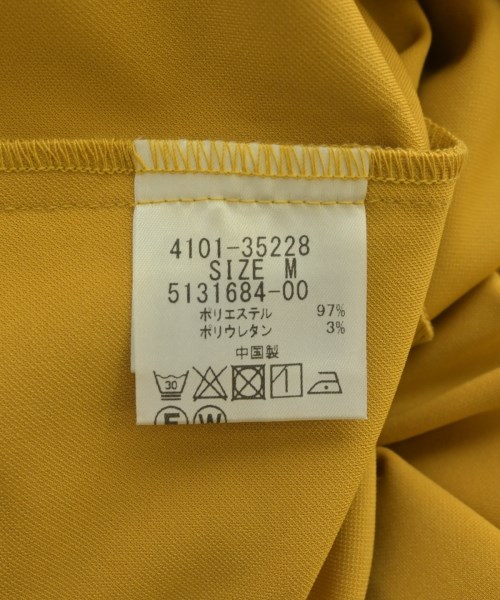 4101-35228
SIZE M
5131684-00
ポリエステル 97%
ポリウレタン 3%
中国製
30
F W